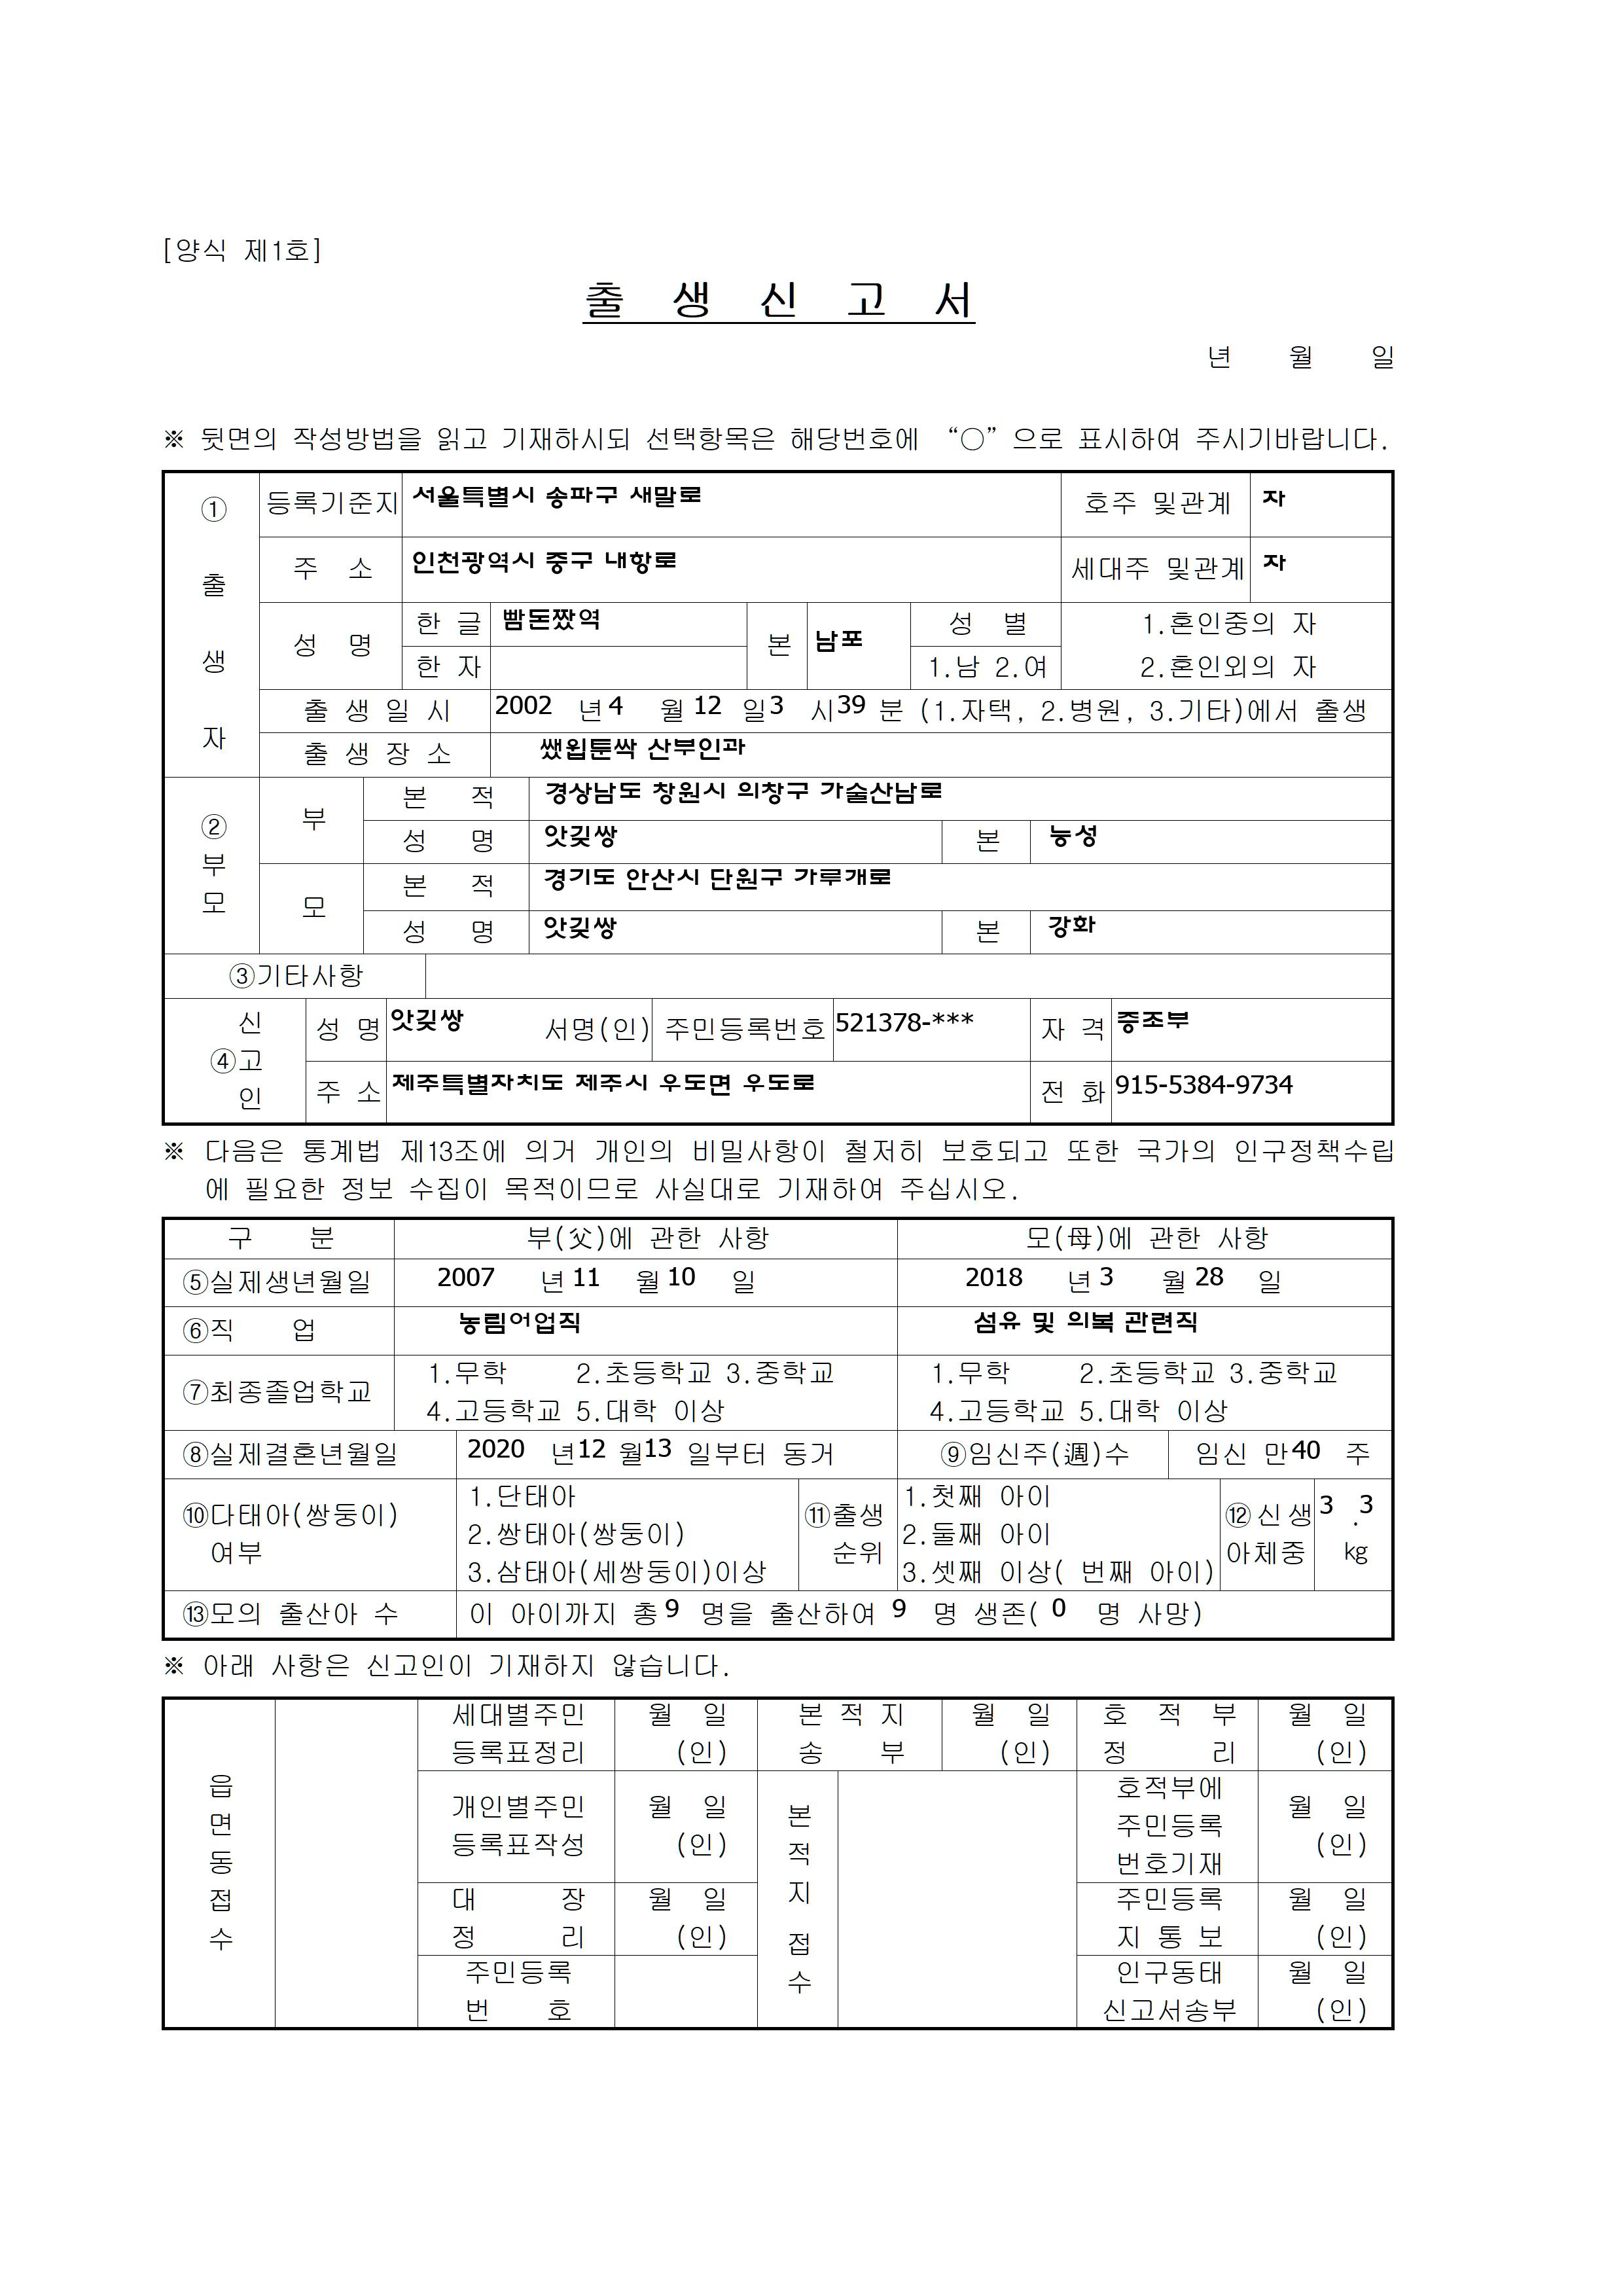 [양식 제1호]
출 생 신 고 서
년 월 일
※ 뒷면의 작성방법을 읽고 기재하시되 선택항목은 해당번호에 “○”으로 표시하여 주시기바랍니다.
① 출 생 자
등록기준지 서울특별시 송파구 새말로 호주 및관계 자
주 소 인천광역시 중구 내항로 세대주 및관계 자
성 명 한 글 빰돈짰역 본 남포 성 별 1.혼인중의 자
한 자 1.남 2.여 2.혼인외의 자
출 생 일 시 2002 년 4 월 12 일 3 시 39 분 (1.자택, 2.병원, 3.기타)에서 출생
출 생 장 소 쌨윕툰싹 산부인과
② 부 모
부 본 적 경상남도 창원시 의창구 가술산남로
성 명 앗깆쌍 본 능성
모 본 적 경기도 안산시 단원구 가루개로
성 명 앗깆쌍 본 강화
③기타사항
④ 신 고 인
성 명 앗깆쌍 서명(인) 주민등록번호 521378-*** 자 격 증조부
주 소 제주특별자치도 제주시 우도면 우도로 전 화 915-5384-9734
※ 다음은 통계법 제13조에 의거 개인의 비밀사항이 철저히 보호되고 또한 국가의 인구정책수립
에 필요한 정보 수집이 목적이므로 사실대로 기재하여 주십시오.
구 분 부(父)에 관한 사항 모(母)에 관한 사항
⑤실제생년월일 2007 년 11 월 10 일 2018 년 3 월 28 일
⑥직 업 농림어업직 섬유 및 의복 관련직
⑦최종졸업학교
1.무학 2.초등학교 3.중학교 1.무학 2.초등학교 3.중학교
4.고등학교 5.대학 이상 4.고등학교 5.대학 이상
⑧실제결혼년월일 2020 년 12 월 13 일부터 동거 ⑨임신주(週)수 임신 만 40 주
⑩다태아(쌍둥이) 여부
1.단태아
2.쌍태아(쌍둥이)
3.삼태아(세쌍둥이)이상
⑪출생 순위
1.첫째 아이
2.둘째 아이
3.셋째 이상( 번째 아이)
⑫신생 아체중
3 .3
kg
⑬모의 출산아 수 이 아이까지 총 9 명을 출산하여 9 명 생존( 0 명 사망)
※ 아래 사항은 신고인이 기재하지 않습니다.
읍 면 동 접 수
세대별주민 월 일 본 적 지 월 일 호 적 부 월 일
등록표정리 (인) 송 부 (인) 정 리 (인)
개인별주민 월 일
등록표작성 (인)
본 적 지 접 수
호적부에
주민등록 월 일
번호기재 (인)
대 장 월 일 주민등록 월 일
정 리 (인) 지 통 보 (인)
주민등록 인구동태 월 일
번 호 신고서송부 (인)